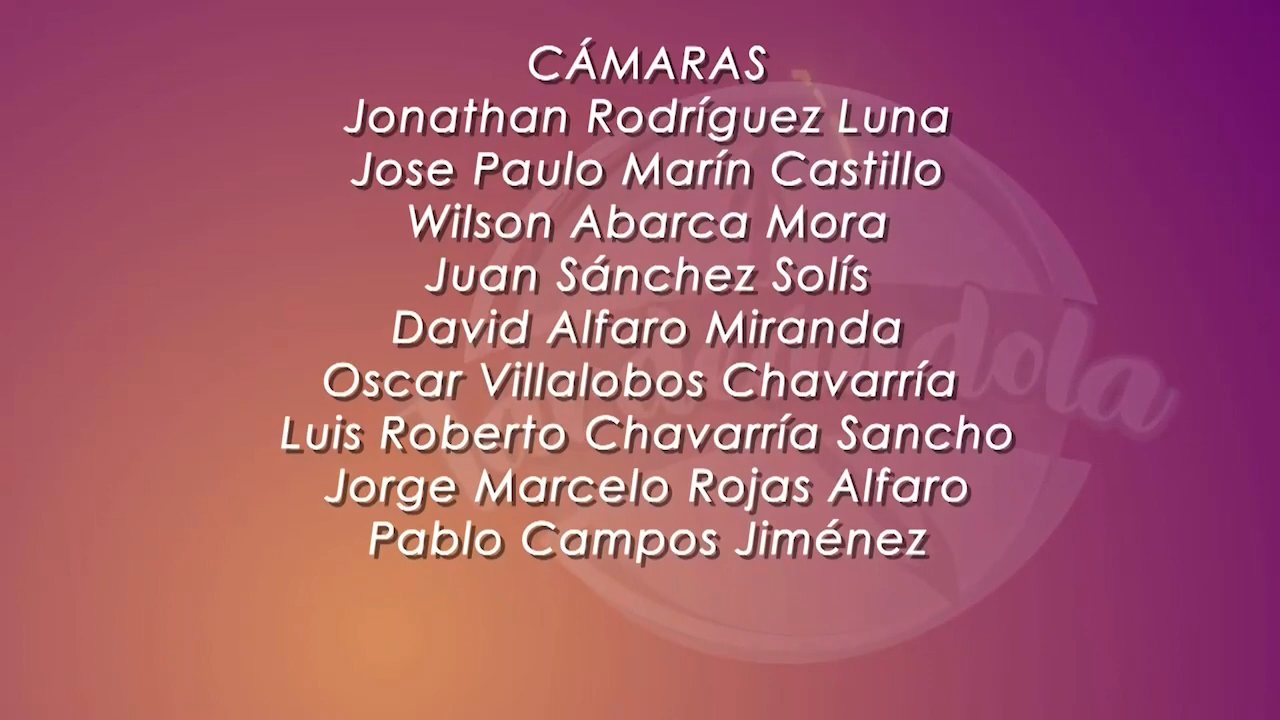 CÁMARAS
Jonathan Rodríguez Luna
Jose Paulo Marín Castillo
Wilson Abarca Mora
Juan Sánchez Solís
David Alfaro Miranda
Oscar Villalobos Chavarría
Luis Roberto Chavarría Sancho
Jorge Marcelo Rojas Alfaro
Pablo Campos Jiménez